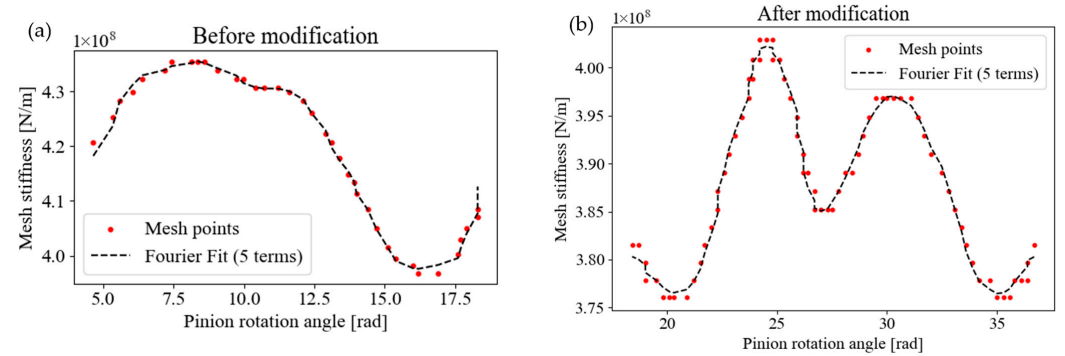 (a)
Before modification
1×10⁸
4.3
4.2
4.1
4.0
Mesh stiffness [N/m]
Mesh points
Fourier Fit (5 terms)
5.0 7.5 10.0 12.5 15.0 17.5
Pinion rotation angle [rad]
(b)
After modification
1×10⁸
4.00
3.95
3.90
3.85
3.80
3.75
Mesh stiffness [N/m]
Mesh points
Fourier Fit (5 terms)
20 25 30 35
Pinion rotation angle [rad]